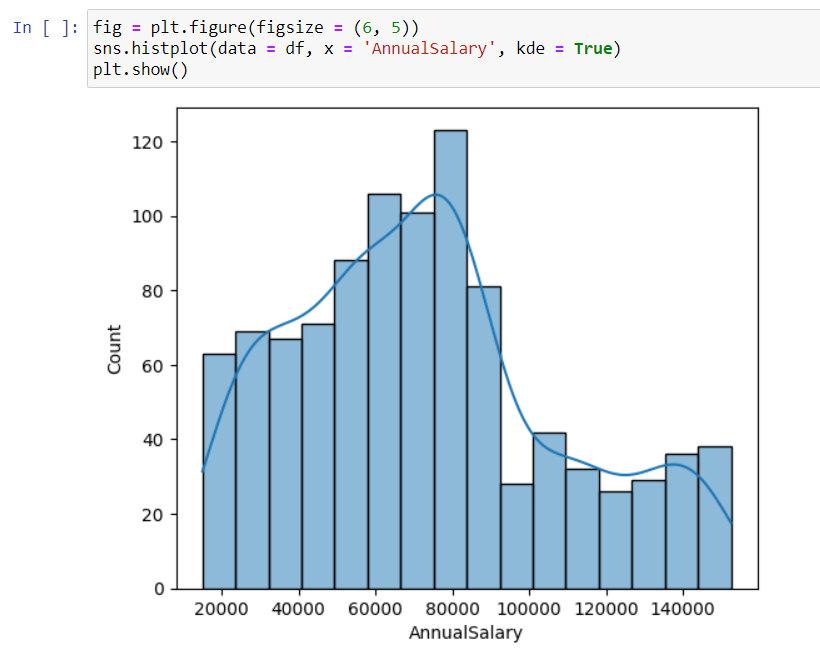 In [ ]: fig = plt.figure(figsize = (6, 5))
sns.histplot(data = df, x = 'AnnualSalary', kde = True)
plt.show()
120
100
80
60
40
20
0
Count
20000 40000 60000 80000 100000 120000 140000
AnnualSalary